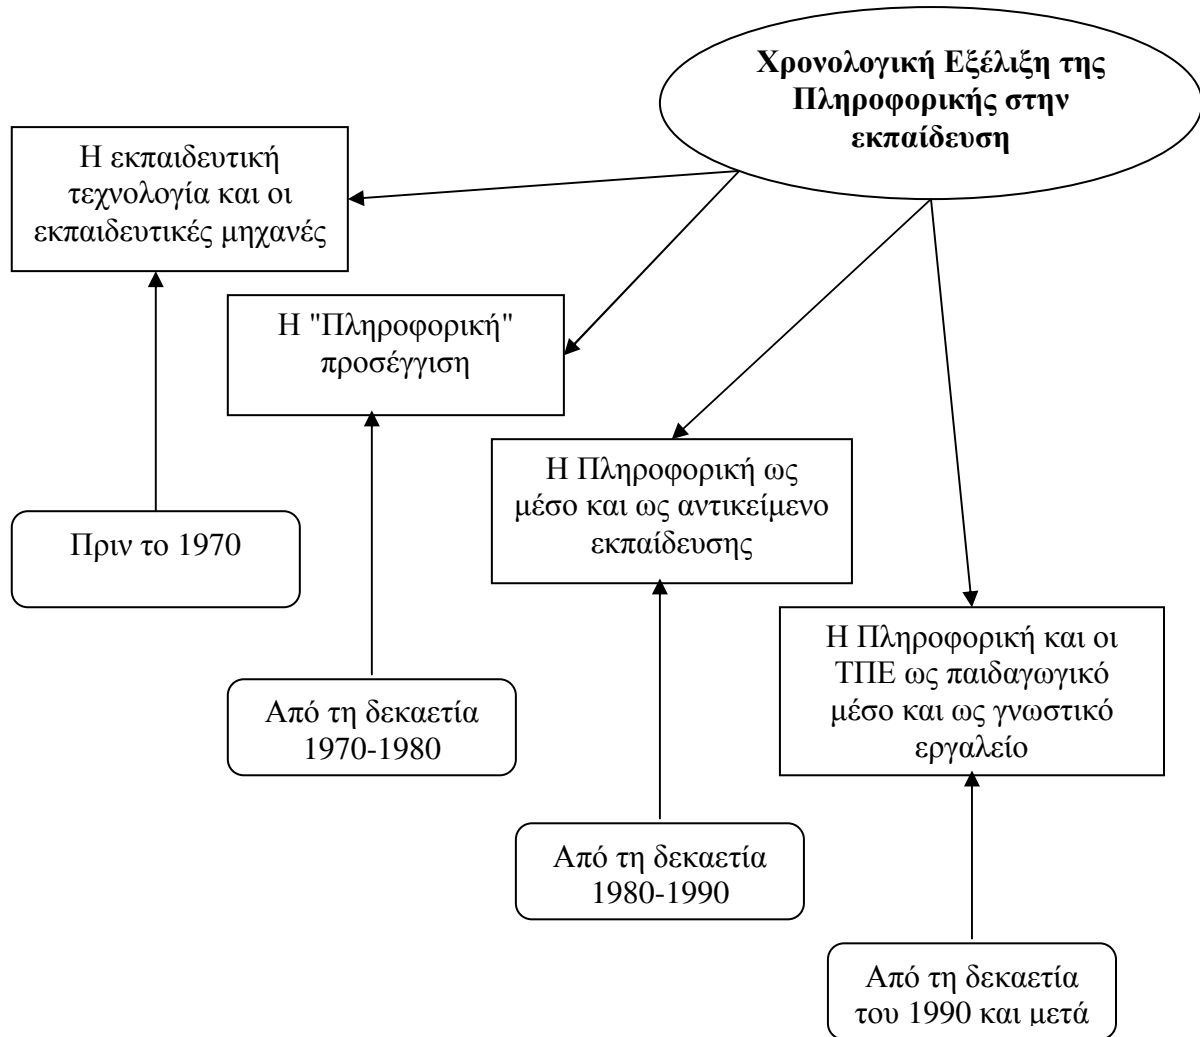 Χρονολογική Εξέλιξη της
Πληροφορικής στην
εκπαίδευση
Η εκπαιδευτική
τεχνολογία και οι
εκπαιδευτικές μηχανές
Η "Πληροφορική"
προσέγγιση
Η Πληροφορική ως
μέσο και ως αντικείμενο
εκπαίδευσης
Πριν το 1970
Η Πληροφορική και οι
ΤΠΕ ως παιδαγωγικό
μέσο και ως γνωστικό
εργαλείο
Από τη δεκαετία
1970-1980
Από τη δεκαετία
1980-1990
Από τη δεκαετία
του 1990 και μετά